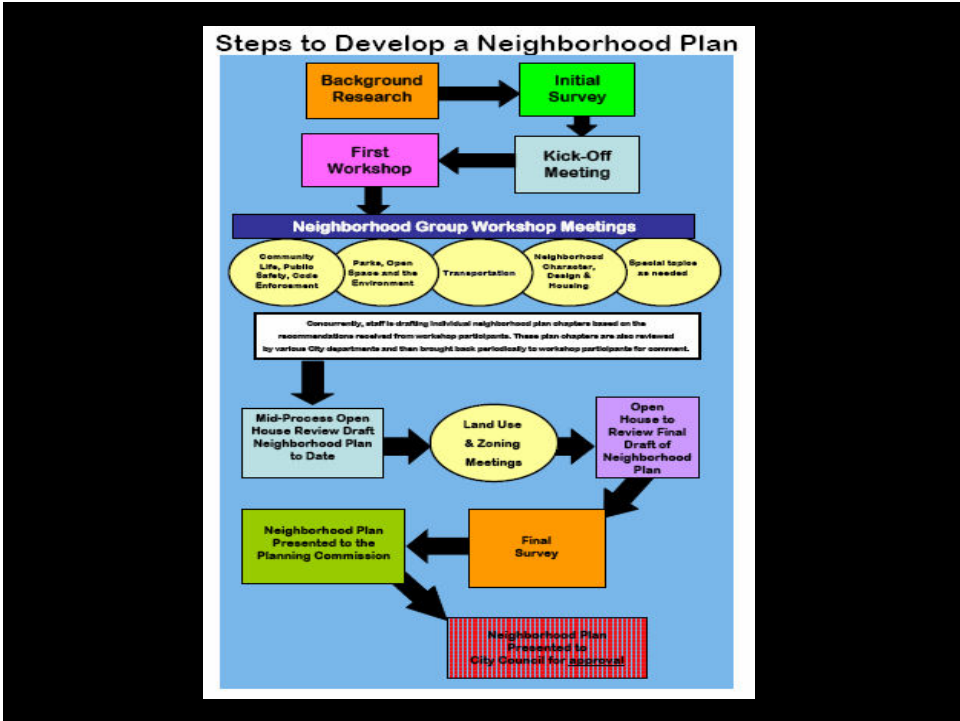 Steps to Develop a Neighborhood Plan
Background
Research
Initial
Survey
First
Workshop
Kick-Off
Meeting
Neighborhood Group Workshop Meetings
Community
Life, Public
Safety, Code
Enforcement
Parks, Open
Space and the
Environment
Transportation
Neighborhood
Character,
Design &
Housing
Special topics
as needed
Concurrently, staff is drafting individual neighborhood plan chapters based on the
recommendations received from workshop participants. These plan chapters are also reviewed
by various City departments and then brought back periodically to workshop participants for comment.
Mid-Process Open
House Review Draft
Neighborhood Plan
to Date
Land Use
& Zoning
Meetings
Open
House to
Review Final
Draft of
Neighborhood
Plan
Neighborhood Plan
Presented to the
Planning Commission
Final
Survey
Neighborhood Plan
Presented to
City Council for approval